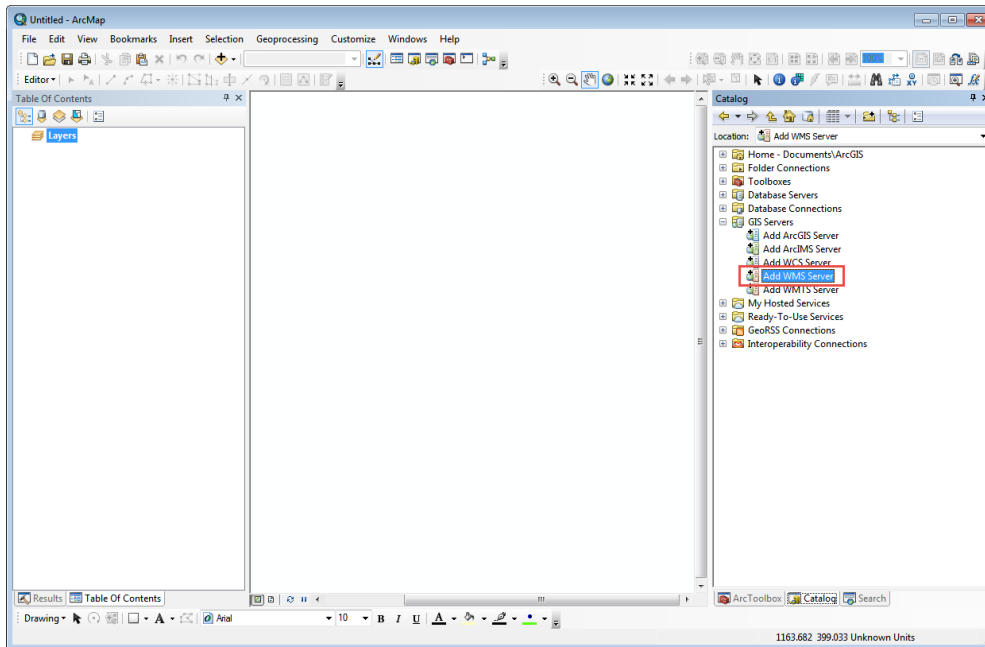 Untitled - ArcMap
File Edit View Bookmarks Insert Selection Geoprocessing Customize Windows Help
100%
Editor
Table Of Contents
Layers
Catalog
Location: Add WMS Server
Home - Documents\ArcGIS
Folder Connections
Toolboxes
Database Servers
Database Connections
GIS Servers
Add ArcGIS Server
Add ArcIMS Server
Add WCS Server
Add WMS Server
Add WMTS Server
My Hosted Services
Ready-To-Use Services
GeoRSS Connections
Interoperability Connections
Results Table Of Contents
ArcToolbox Catalog Search
Drawing A Arial 10 B I U A
1163.682 399.033 Unknown Units